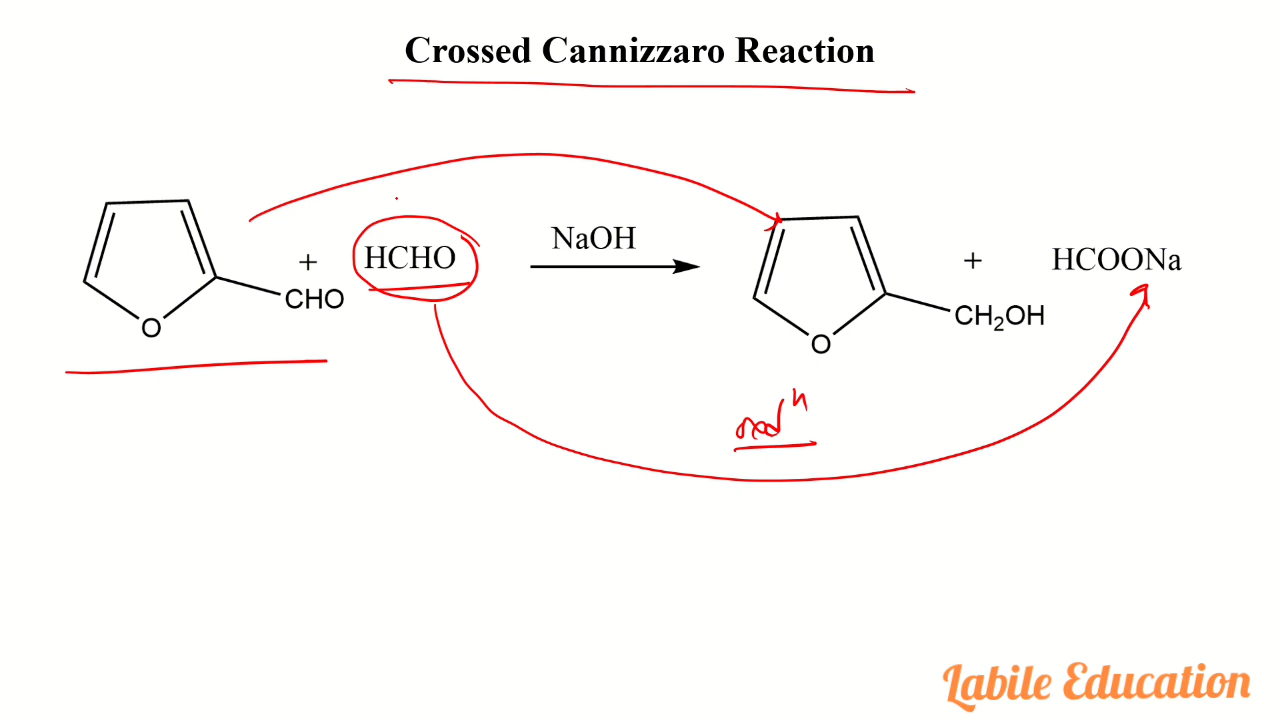 Crossed Cannizzaro Reaction
O
CHO
+
HCHO
NaOH
O
CH₂OH
+
HCOONa
Labile Education